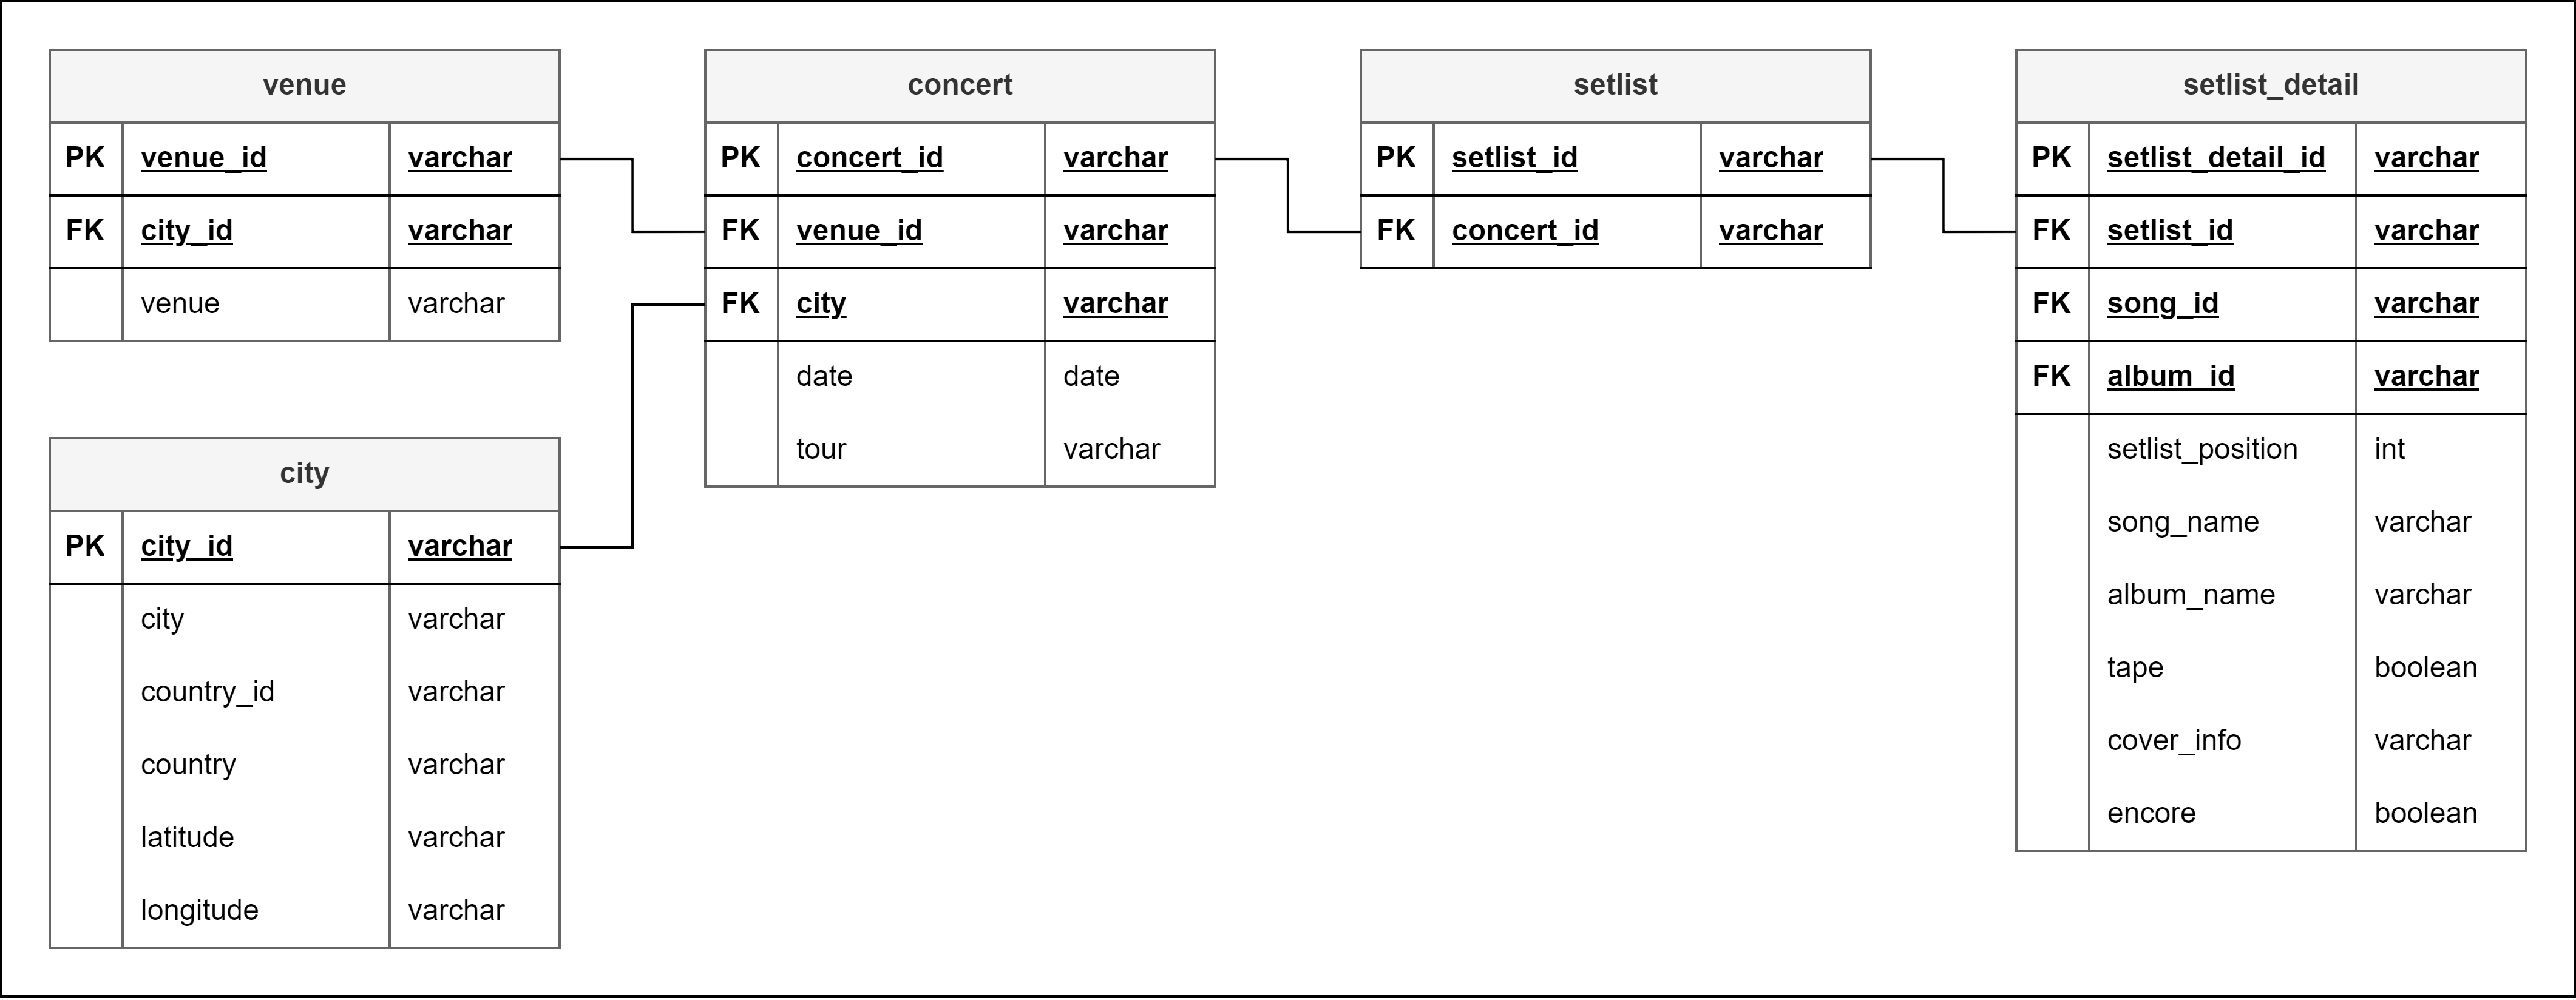 venue
PK venue_id varchar
FK city_id varchar
venue varchar
city
PK city_id varchar
city varchar
country_id varchar
country varchar
latitude varchar
longitude varchar
concert
PK concert_id varchar
FK venue_id varchar
FK city varchar
date date
tour varchar
setlist
PK setlist_id varchar
FK concert_id varchar
setlist_detail
PK setlist_detail_id varchar
FK setlist_id varchar
FK song_id varchar
FK album_id varchar
setlist_position int
song_name varchar
album_name varchar
tape boolean
cover_info varchar
encore boolean